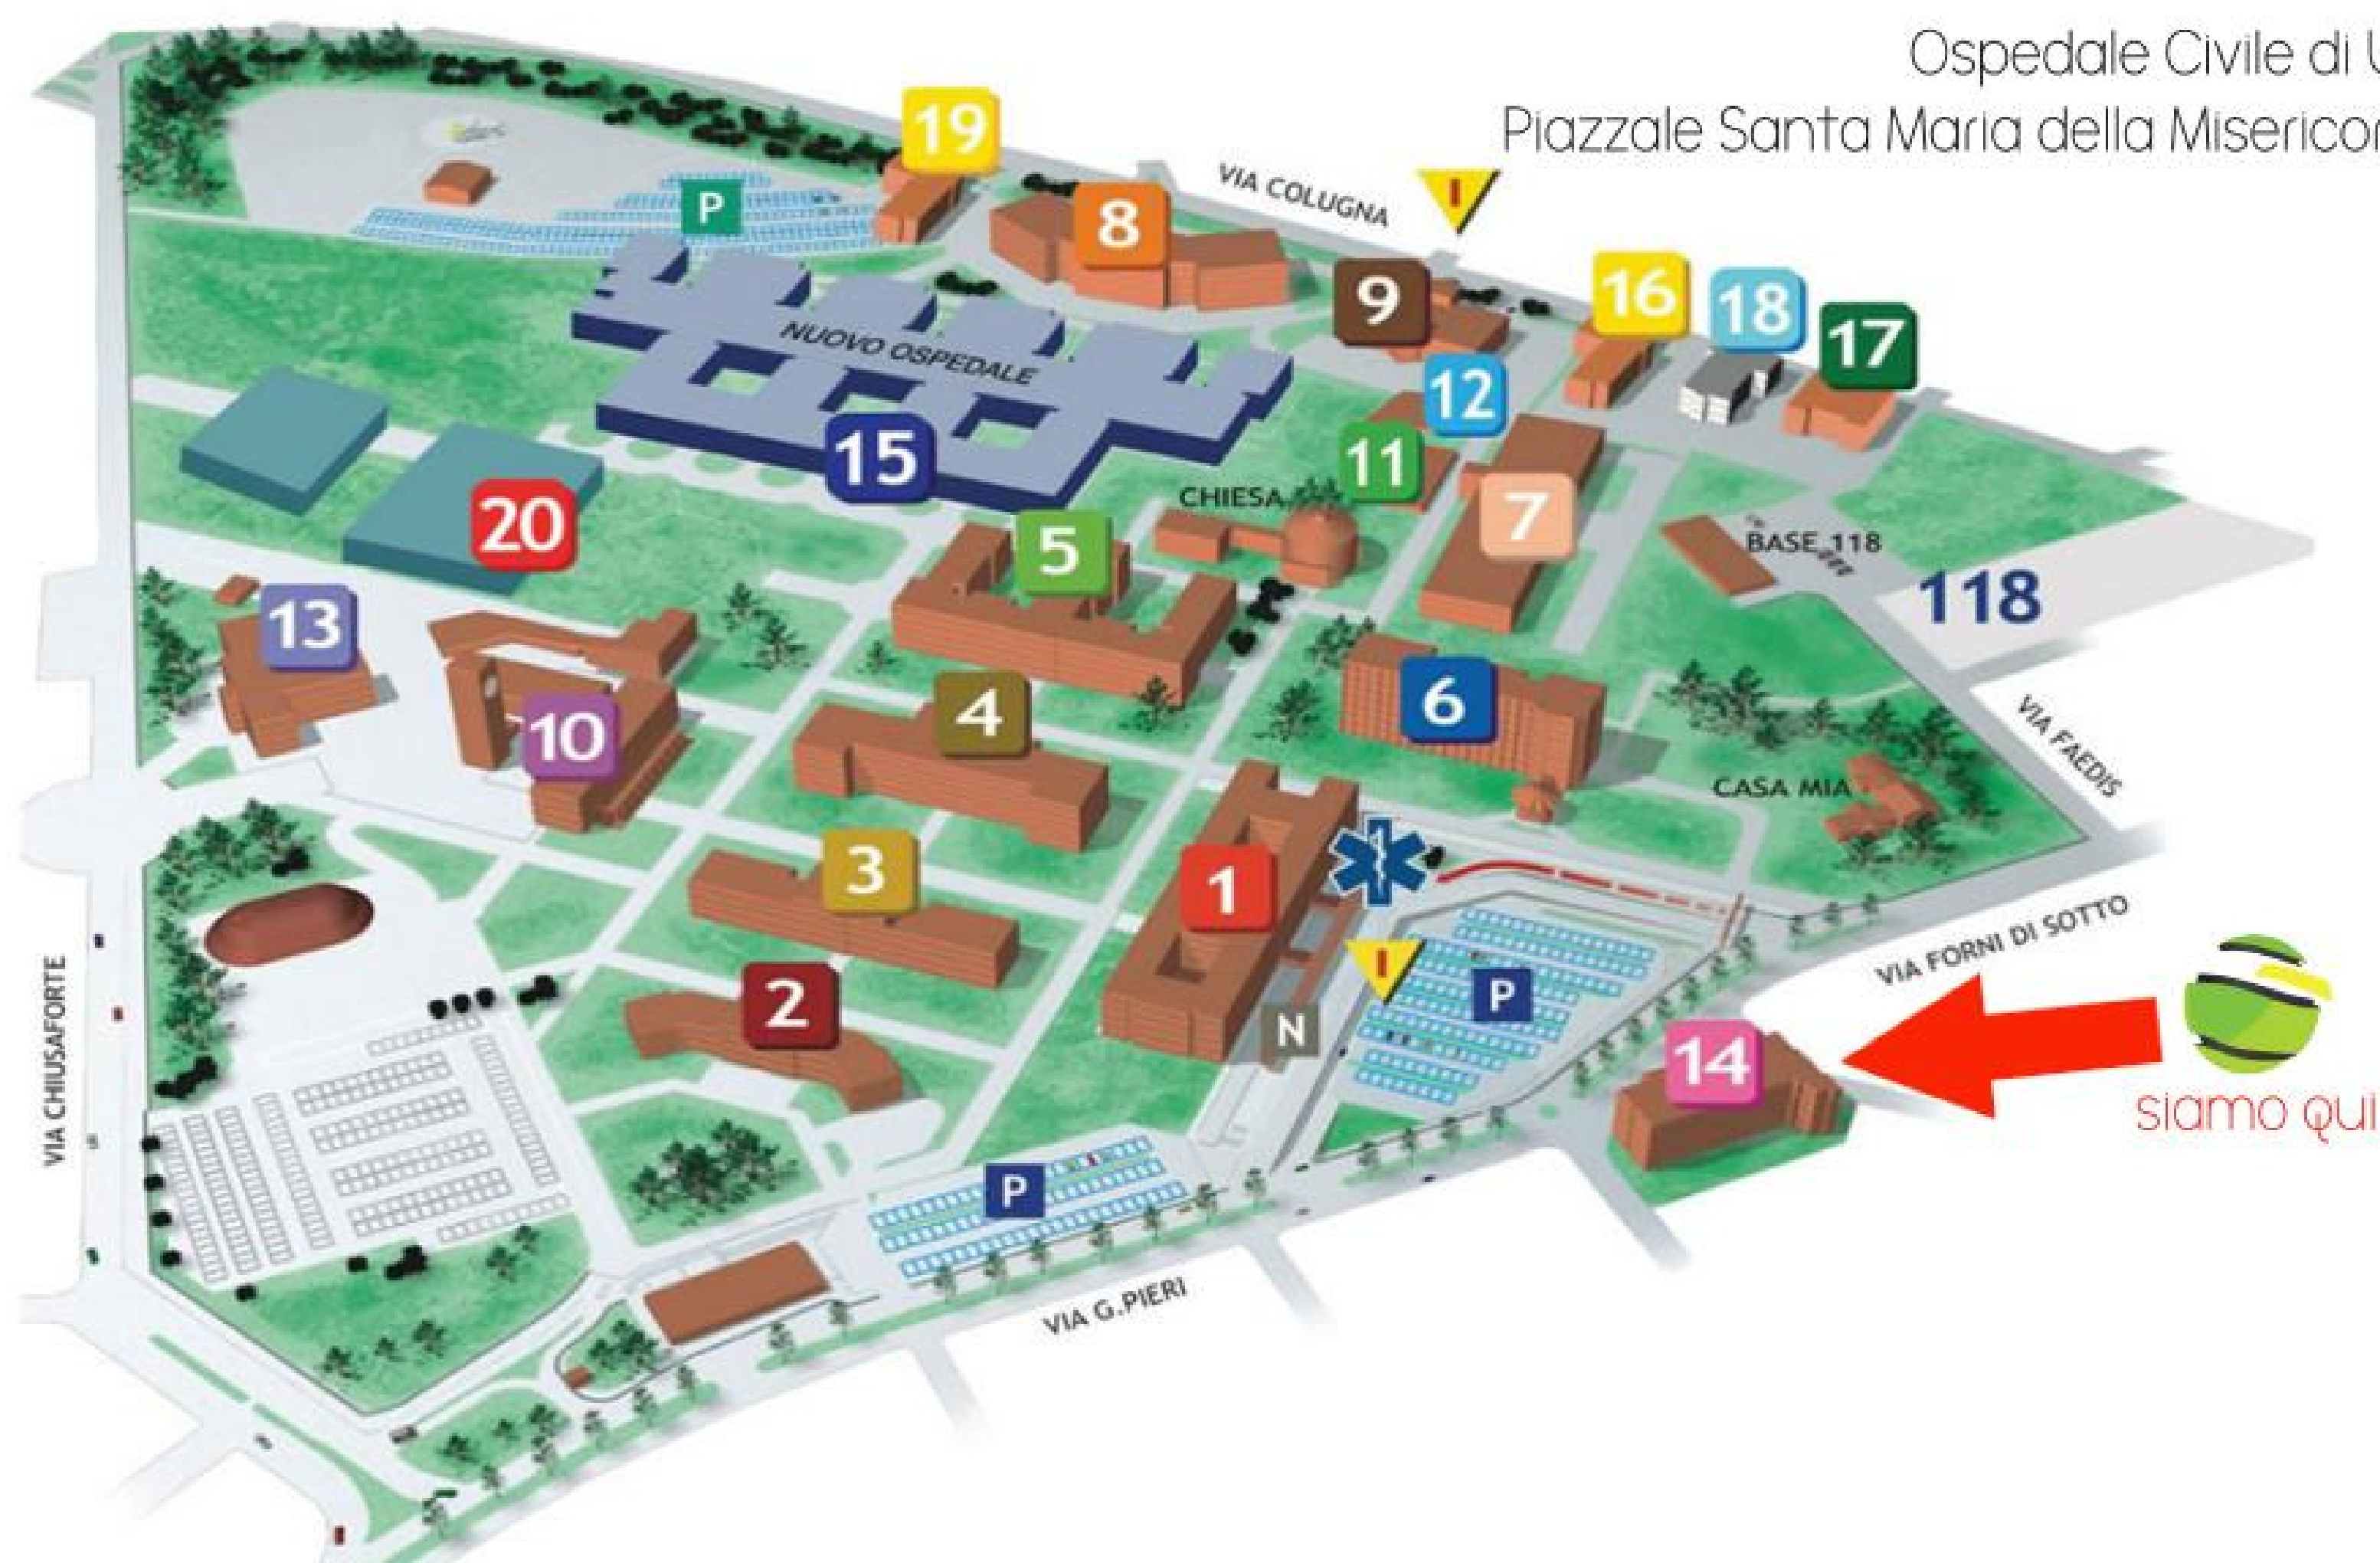 Ospedale Civile di
Piazzale Santa Maria della
19
VIA COLUGNA
I
P
8
9
16
18
17
NUOVO OSPEDALE
12
15
11
CHIESA
7
20
5
BASE 118
118
13
10
4
6
VIA FAEDIS
CASA MIA
3
1
VIA FORNI DI SOTTO
VIA CHIUSAFORTE
2
I
P
N
14
siamo qui
P
VIA G.PIERI